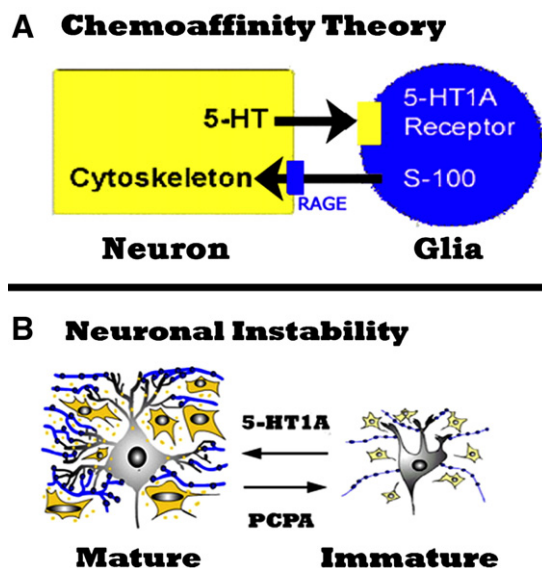 A Chemoaffinity Theory
5-HT
5-HT1A
Receptor
Cytoskeleton
S-100
RAGE
Neuron
Glia
B Neuronal Instability
5-HT1A
PCPA
Mature
Immature